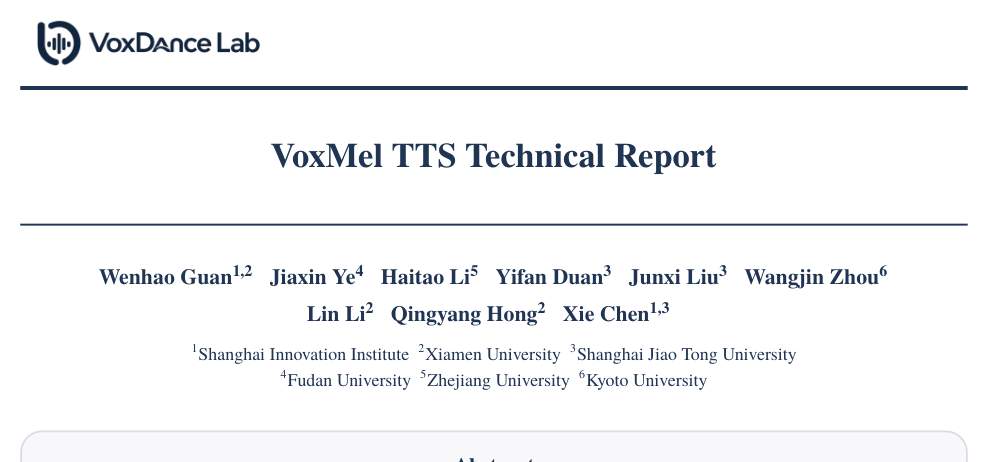 VoxDance Lab
VoxMel TTS Technical Report
Wenhao Guan1,2 Jiaxin Ye4 Haitao Li5 Yifan Duan3 Junxi Liu3 Wangjin Zhou6
Lin Li2 Qingyang Hong2 Xie Chen1,3
1Shanghai Innovation Institute 2Xiamen University 3Shanghai Jiao Tong University
4Fudan University 5Zhejiang University 6Kyoto University